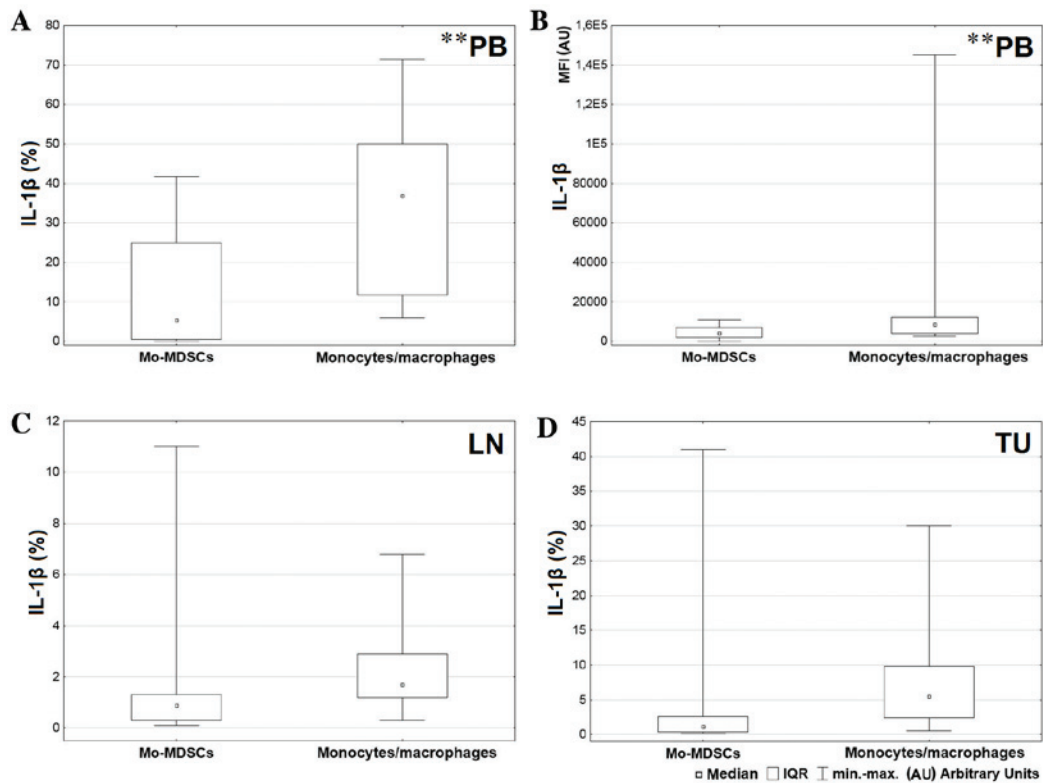 A
**PB
IL-1β (%)
80
70
60
50
40
30
20
10
0
Mo-MDSCs
Monocytes/macrophages
B
**PB
MFI (AU)
IL-1β
1,6E5
1,4E5
1,2E5
1E5
80000
60000
40000
20000
0
Mo-MDSCs
Monocytes/macrophages
C
LN
IL-1β (%)
12
10
8
6
4
2
0
Mo-MDSCs
Monocytes/macrophages
D
TU
IL-1β (%)
45
40
35
30
25
20
15
10
5
0
Mo-MDSCs
Monocytes/macrophages
Median IQR min.-max. (AU) Arbitrary Units